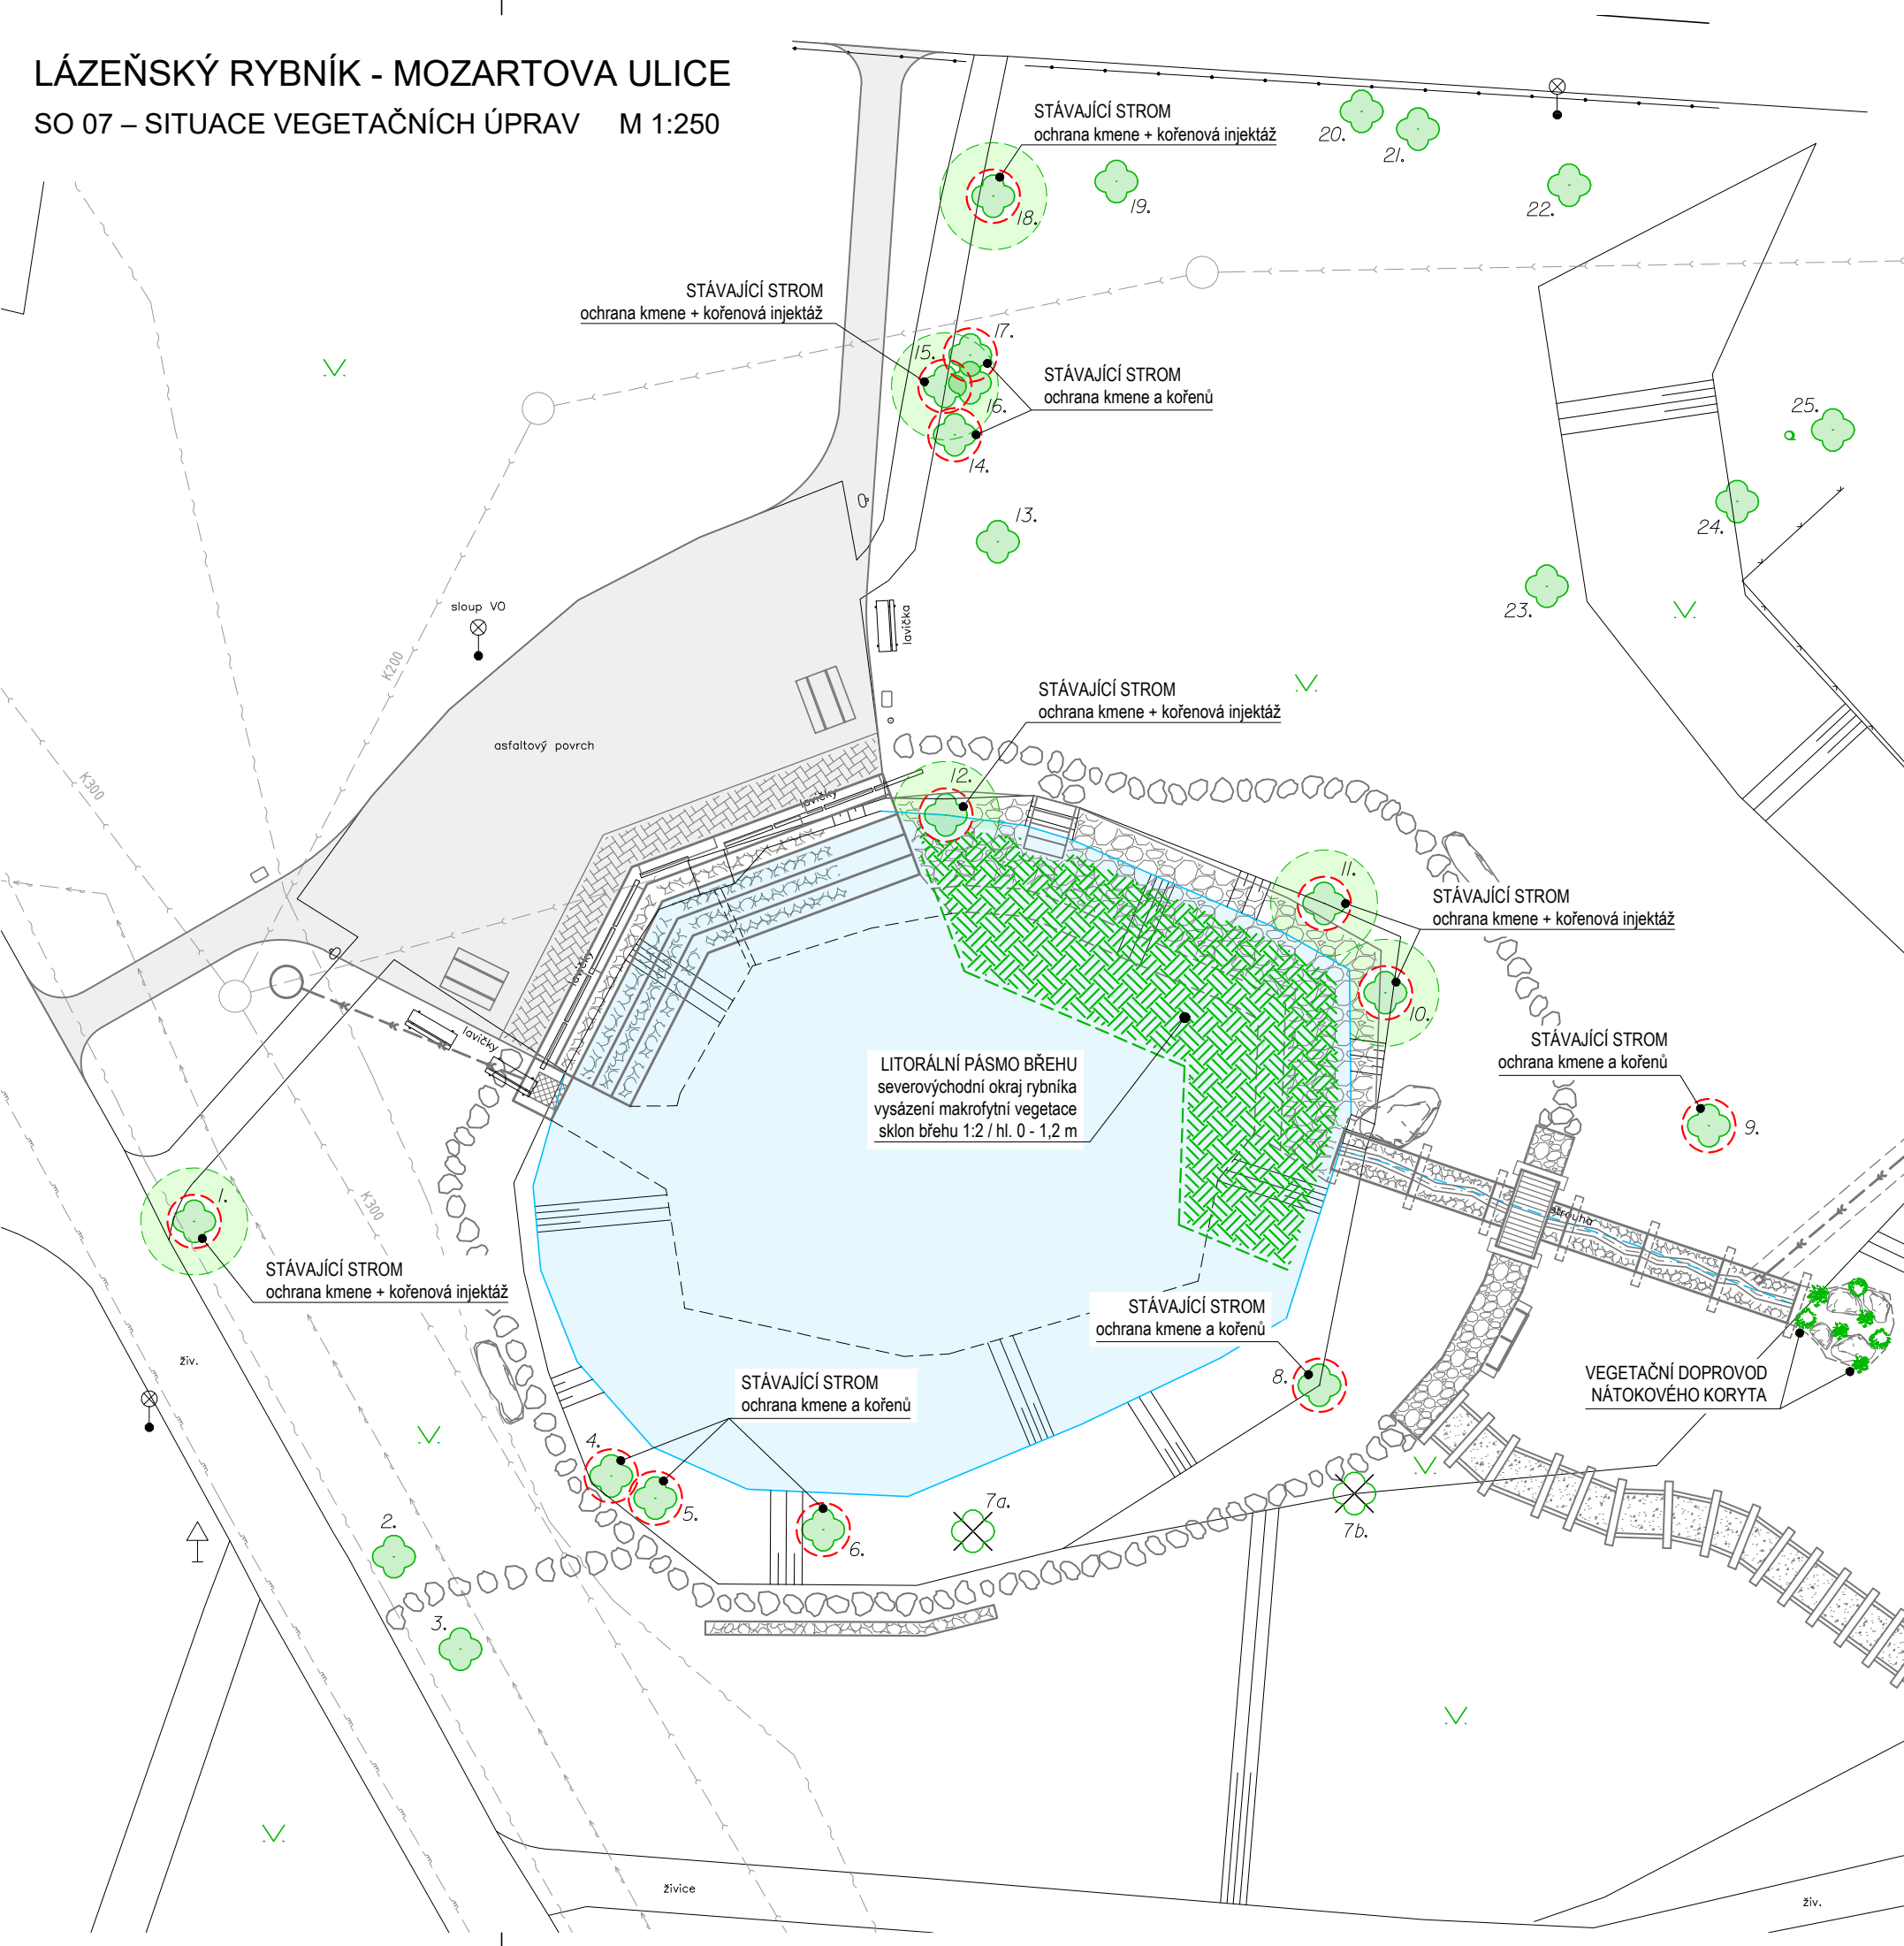 LÁZEŇSKÝ RYBNÍK - MOZARTOVA ULICE
SO 07 – SITUACE VEGETAČNÍCH ÚPRAV M 1:250
STÁVAJÍCÍ STROM
ochrana kmene + kořenová injektáž
18.
19.
20.
21.
22.
STÁVAJÍCÍ STROM
ochrana kmene + kořenová injektáž
15.
17.
16.
14.
STÁVAJÍCÍ STROM
ochrana kmene a kořenů
13.
25.
24.
23.
sloup VO
K200
lavička
asfaltový povrch
K300
STÁVAJÍCÍ STROM
ochrana kmene + kořenová injektáž
12.
lavičky
11.
STÁVAJÍCÍ STROM
ochrana kmene + kořenová injektáž
10.
lavičky
lavičky
LITORÁLNÍ PÁSMO BŘEHU
severovýchodní okraj rybníka
vysázení makrofytní vegetace
sklon břehu 1:2 / hl. 0 - 1,2 m
STÁVAJÍCÍ STROM
ochrana kmene a kořenů
9.
strouha
1.
K300
STÁVAJÍCÍ STROM
ochrana kmene + kořenová injektáž
živ.
STÁVAJÍCÍ STROM
ochrana kmene a kořenů
8.
VEGETAČNÍ DOPROVOD
NÁTOKOVÉHO KORYTA
STÁVAJÍCÍ STROM
ochrana kmene a kořenů
4.
5.
6.
7a.
7b.
2.
3.
živice
živ.